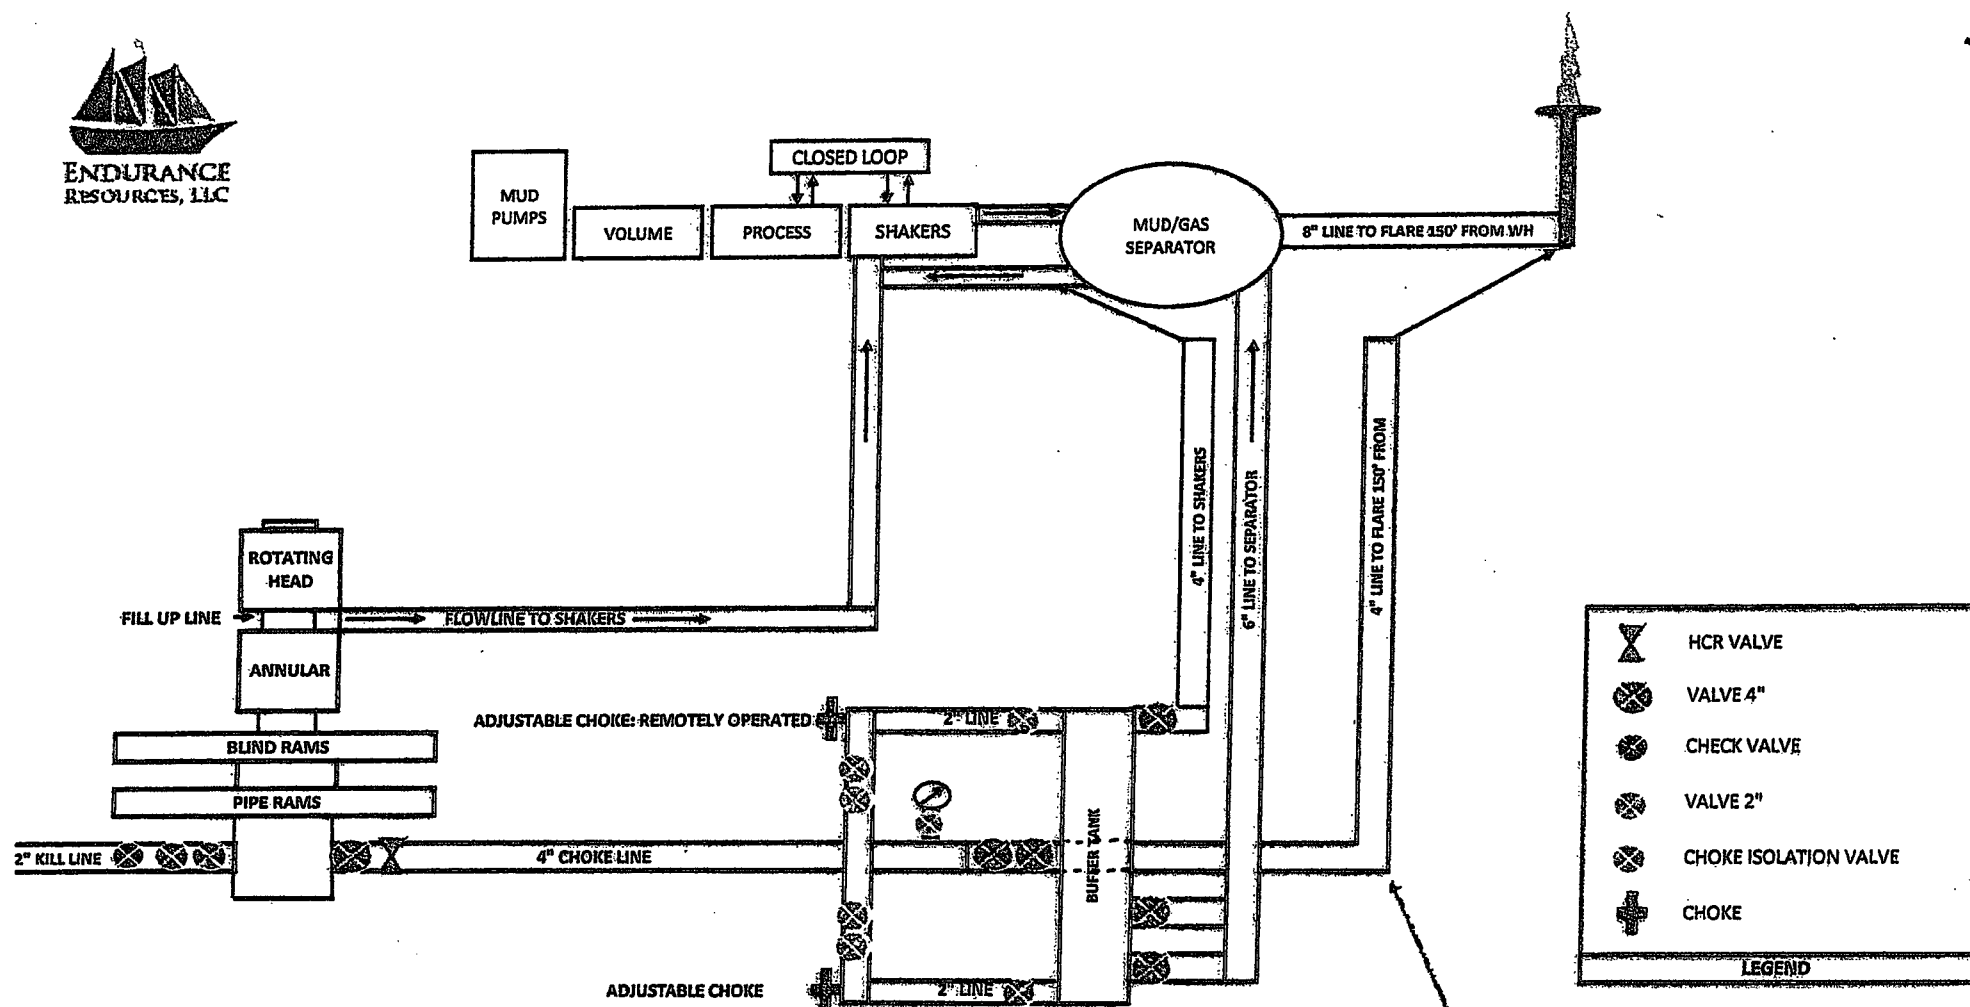 ENDURANCE
RESOURCES, LLC
MUD
PUMPS
VOLUME
CLOSED LOOP
PROCESS
SHAKERS
MUD/GAS
SEPARATOR
8" LINE TO FLARE 150' FROM WH
4" LINE TO SHAKERS
6" LINE TO SEPARATOR
4" LINE TO FLARE 150' FROM
ROTATING
HEAD
FILL UP LINE
FLOWLINE TO SHAKERS
ANNULAR
BLIND RAMS
PIPE RAMS
2" KILL LINE
4" CHOKE LINE
ADJUSTABLE CHOKE: REMOTELY OPERATED
2" LINE
BUFFER TANK
ADJUSTABLE CHOKE
2" LINE
HCR VALVE
VALVE 4"
CHECK VALVE
VALVE 2"
CHOKE ISOLATION VALVE
CHOKE
LEGEND